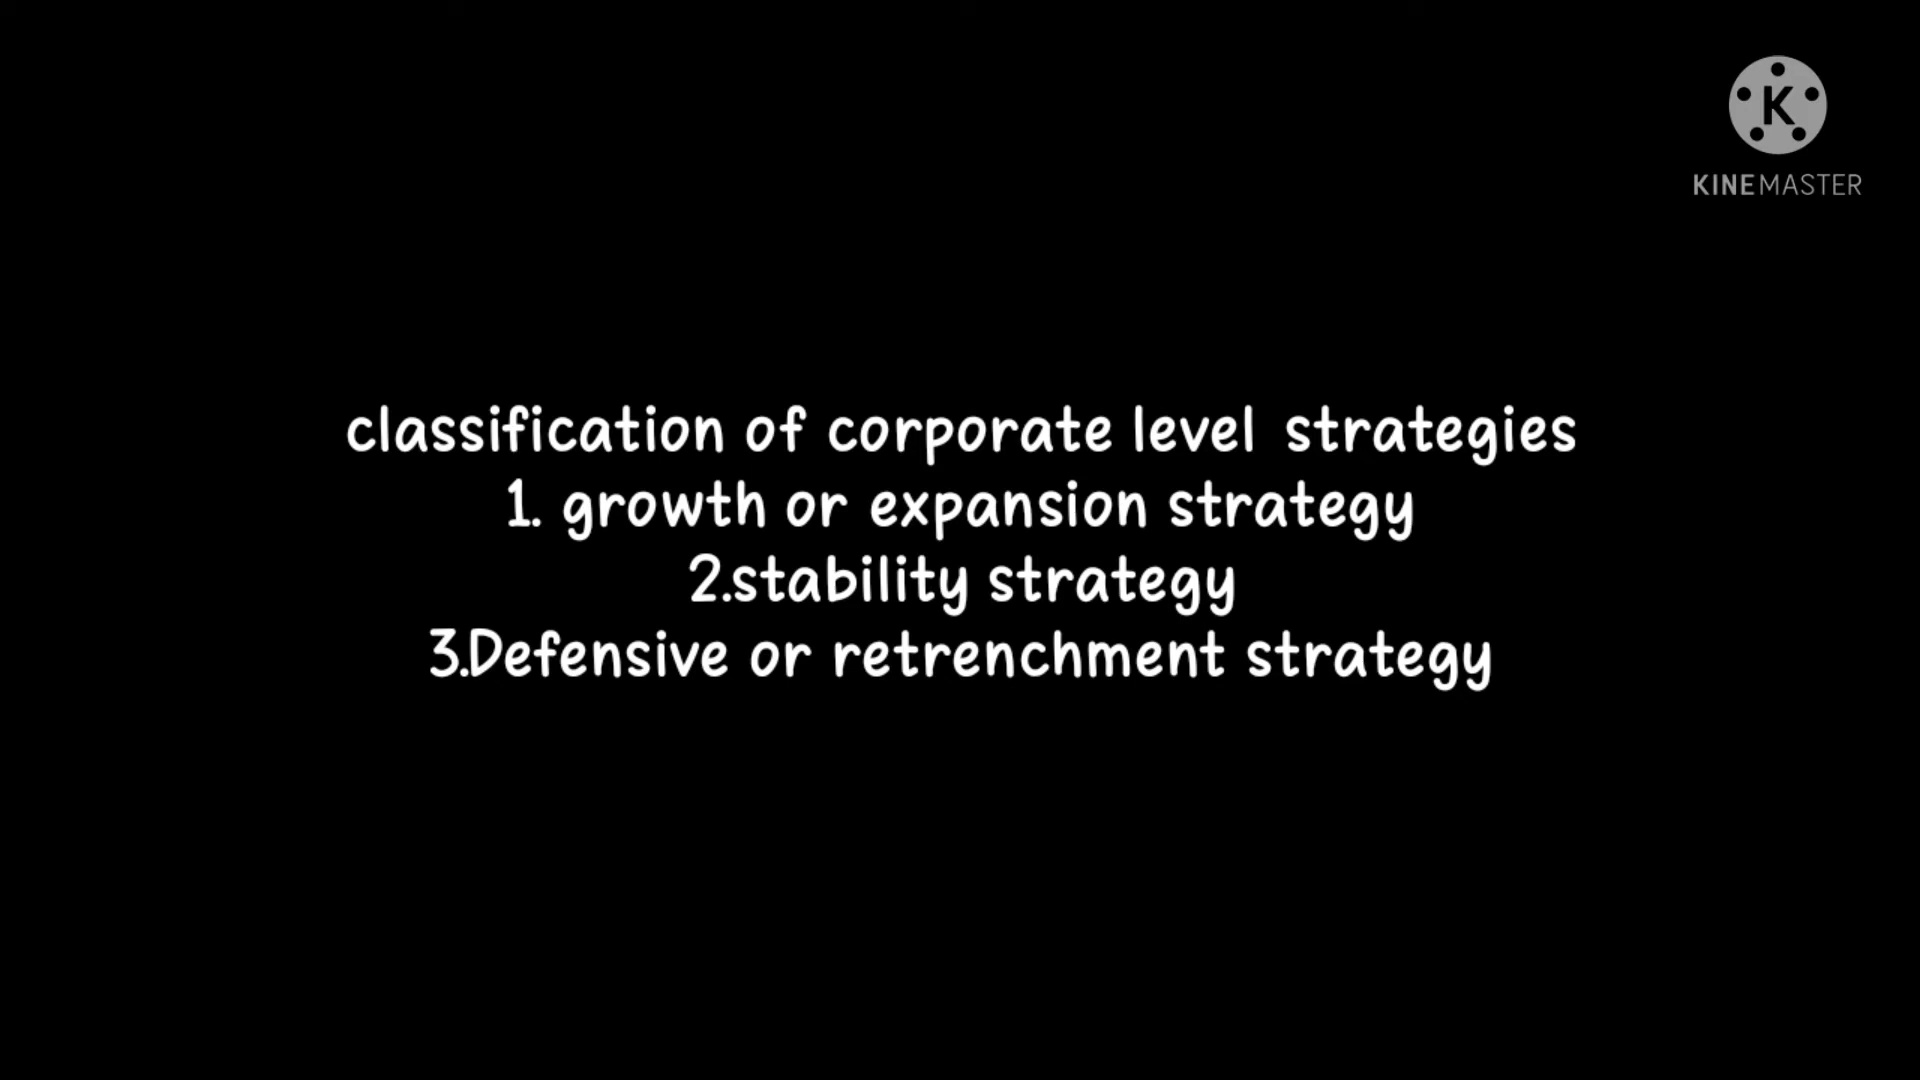 K
KINEMASTER
classification of corporate level strategies
1. growth or expansion strategy
2.stability strategy
3.Defensive or retrenchment strategy